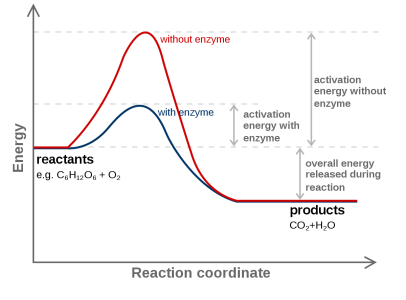 without enzyme
with enzyme
activation
energy without
enzyme
activation
energy with
enzyme
overall energy
released during
reaction
reactants
e.g. C₆H₁₂O₆ + O₂
products
CO₂+H₂O
Energy
Reaction coordinate